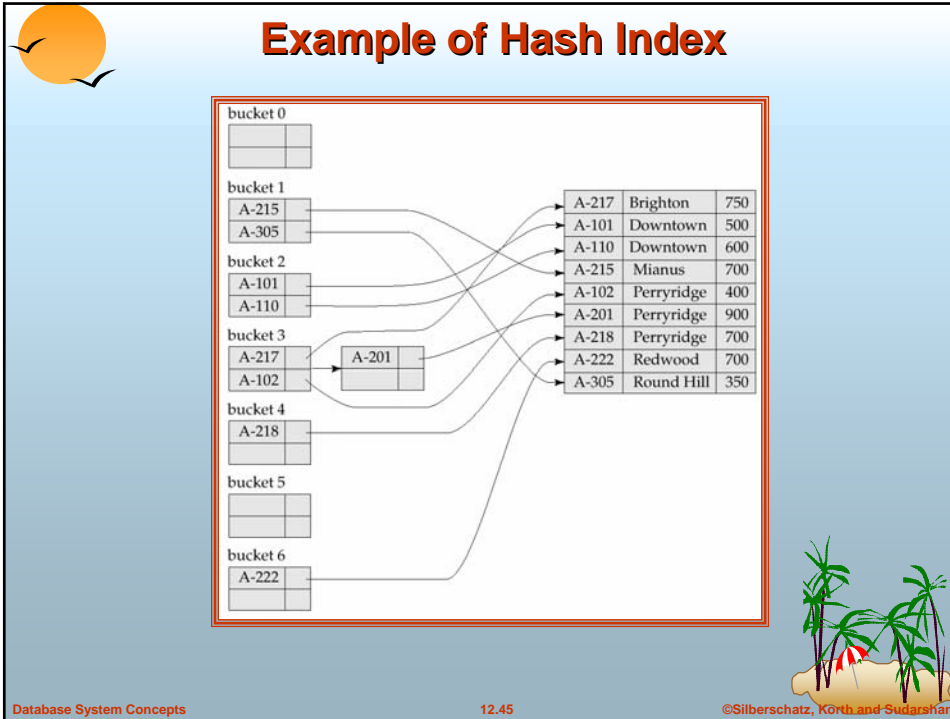 Example of Hash Index
bucket 0
bucket 1
A-215
A-305
bucket 2
A-101
A-110
bucket 3
A-217
A-102
A-201
bucket 4
A-218
bucket 5
bucket 6
A-222
A-217 Brighton 750
A-101 Downtown 500
A-110 Downtown 600
A-215 Mianus 700
A-102 Perryridge 400
A-201 Perryridge 900
A-218 Perryridge 700
A-222 Redwood 700
A-305 Round Hill 350
Database System Concepts 12.45 ©Silberschatz, Korth and Sudarshan